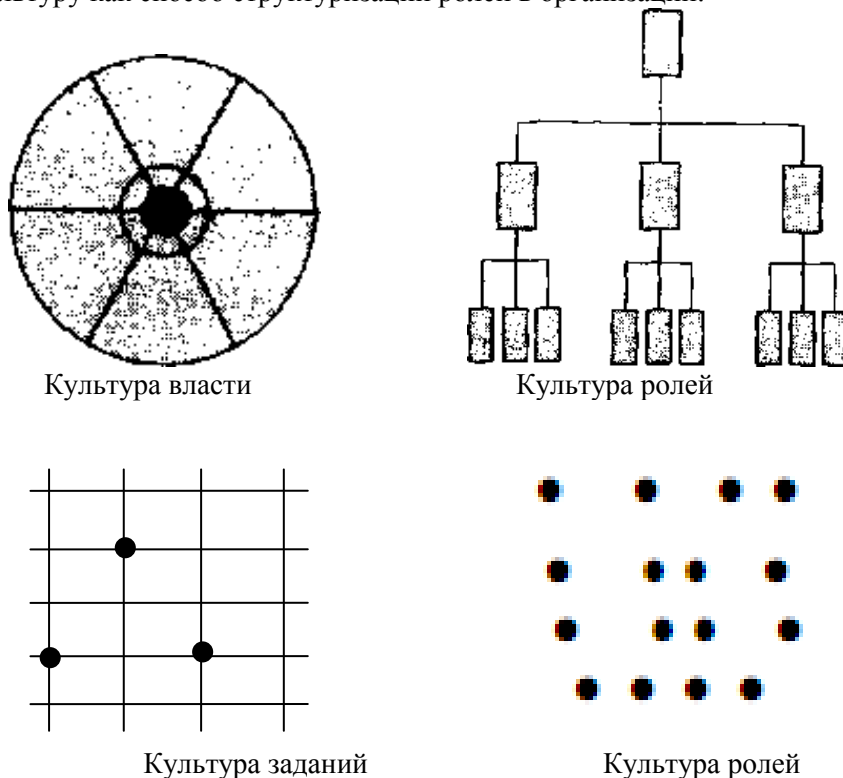 как способ структуризации ролей в организации.
Культура власти
Культура ролей
Культура заданий
Культура ролей